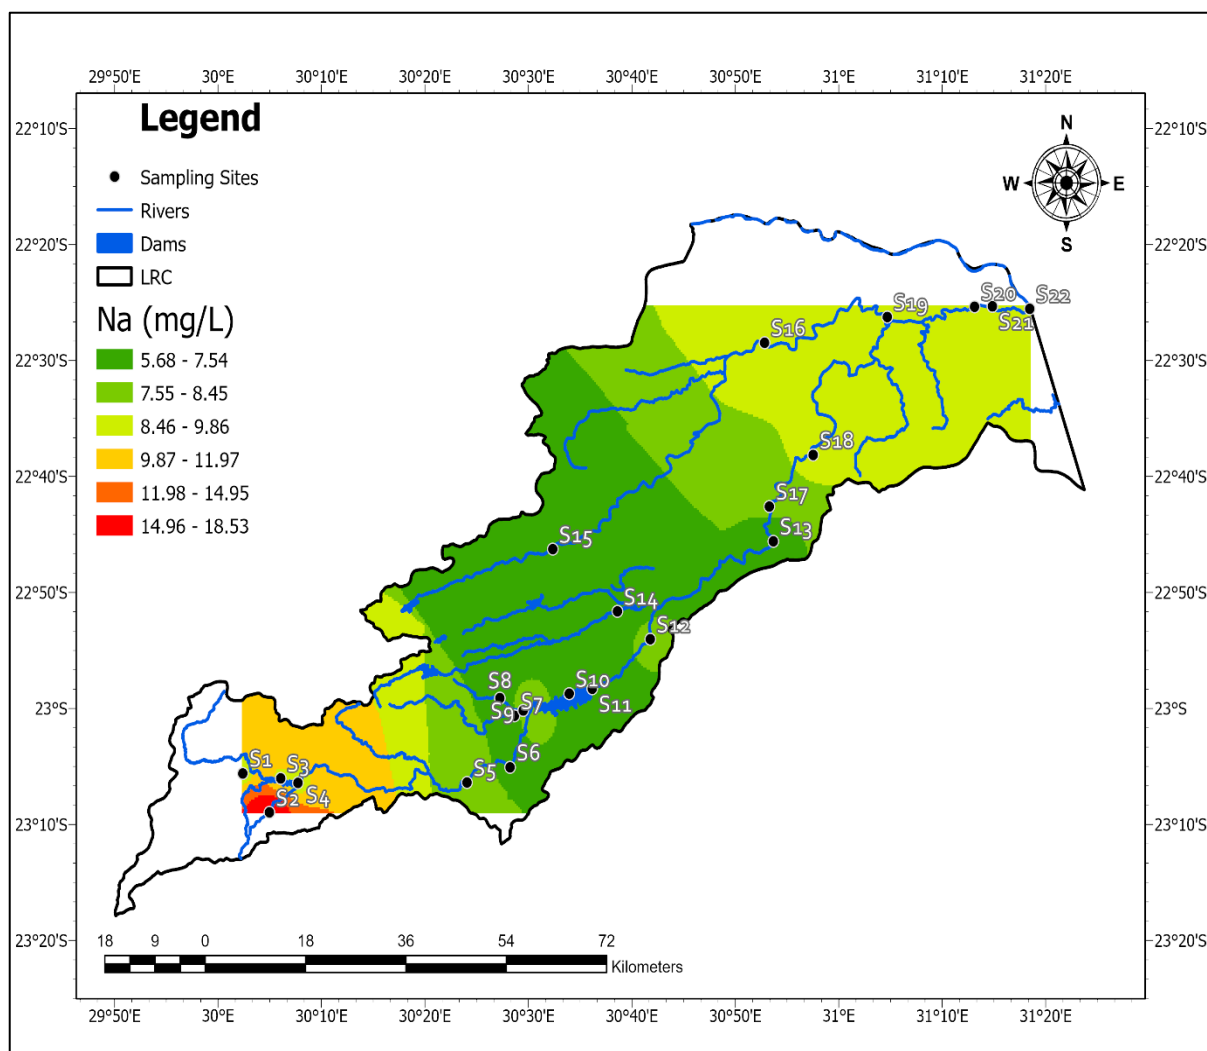 29°50'E 30°E 30°10'E 30°20'E 30°30'E 30°40'E 30°50'E 31°E 31°10'E 31°20'E
22°10'S 22°10'S
22°20'S 22°20'S
22°30'S 22°30'S
22°40'S 22°40'S
22°50'S 22°50'S
23°S 23°S
23°10'S 23°10'S
23°20'S 23°20'S
Legend
Sampling Sites
Rivers
Dams
LRC
Na (mg/L)
5.68 - 7.54
7.55 - 8.45
8.46 - 9.86
9.87 - 11.97
11.98 - 14.95
14.96 - 18.53
N
W E
S
S20 S22
S19
S21
S16
S18
S17
S13
S15
S14
S12
S8
S10
S7
S11
S9
S6
S1
S3
S5
S2
S4
18 9 0 18 36 54 72
Kilometers
29°50'E 30°E 30°10'E 30°20'E 30°30'E 30°40'E 30°50'E 31°E 31°10'E 31°20'E